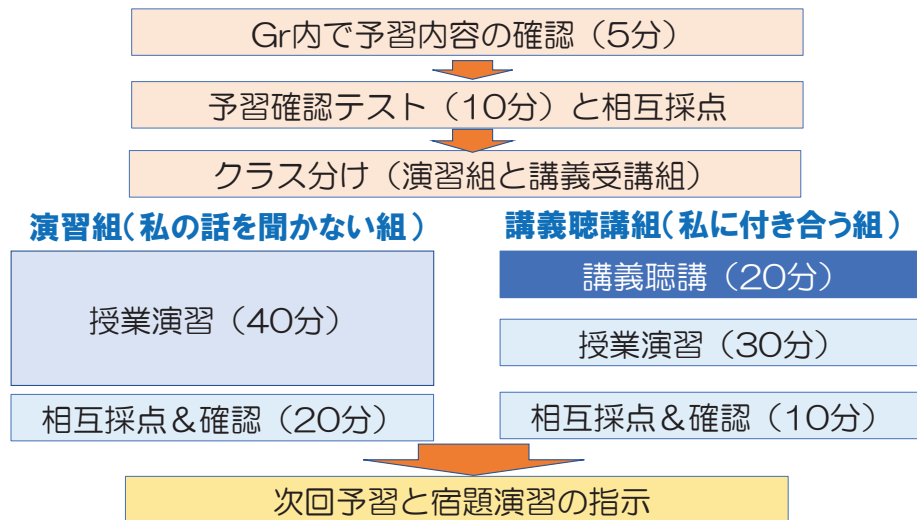 Gr内で予習内容の確認（5分）
予習確認テスト（10分）と相互採点
クラス分け（演習組と講義受講組）
演習組（私の話を聞かない組）
授業演習（40分）
相互採点＆確認（20分）
講義聴講組（私に付き合う組）
講義聴講（20分）
授業演習（30分）
相互採点＆確認（10分）
次回予習と宿題演習の指示